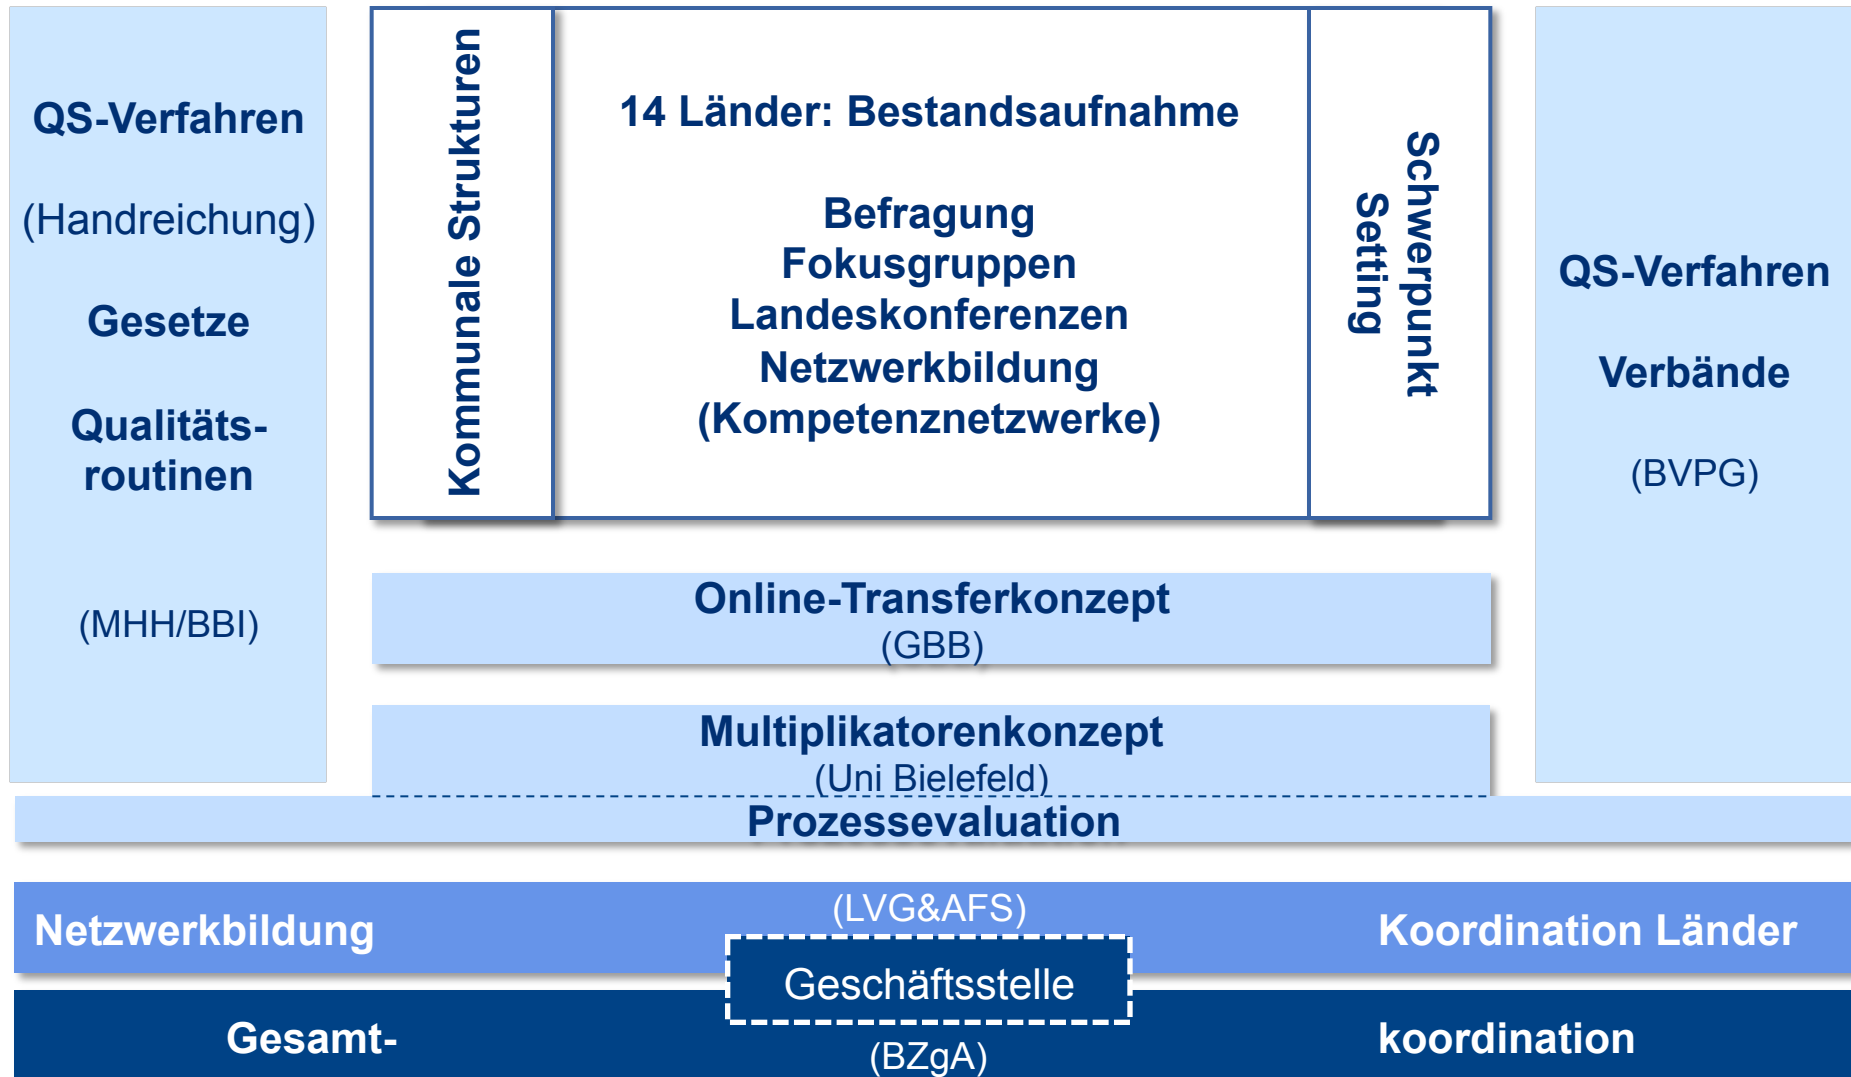 QS-Verfahren
(Handreichung)
Gesetze
Qualitäts-
routinen
(MHH/BBI)
Kommunale Strukturen
14 Länder: Bestandsaufnahme
Befragung
Fokusgruppen
Landeskonferenzen
Netzwerkbildung
(Kompetenznetzwerke)
Schwerpunkt
Setting
QS-Verfahren
Verbände
(BVPG)
Online-Transferkonzept
(GBB)
Multiplikatorenkonzept
(Uni Bielefeld)
Prozessevaluation
Netzwerkbildung
(LVG&AFS)
Koordination Länder
Geschäftsstelle
Gesamt-
(BZgA)
koordination